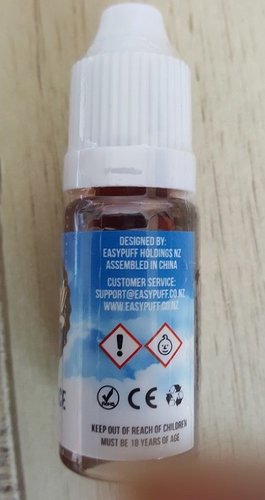 DESIGNED BY:
EASYPUFF HOLDINGS NZ
ASSEMBLED IN CHINA
CUSTOMER SERVICE:
SUPPORT@EASYPUFF.CO.NZ
WWW.EASYPUFF.CO.NZ
!
RoHS
CE
KEEP OUT OF REACH OF CHILDREN
MUST BE 18 YEARS OF AGE